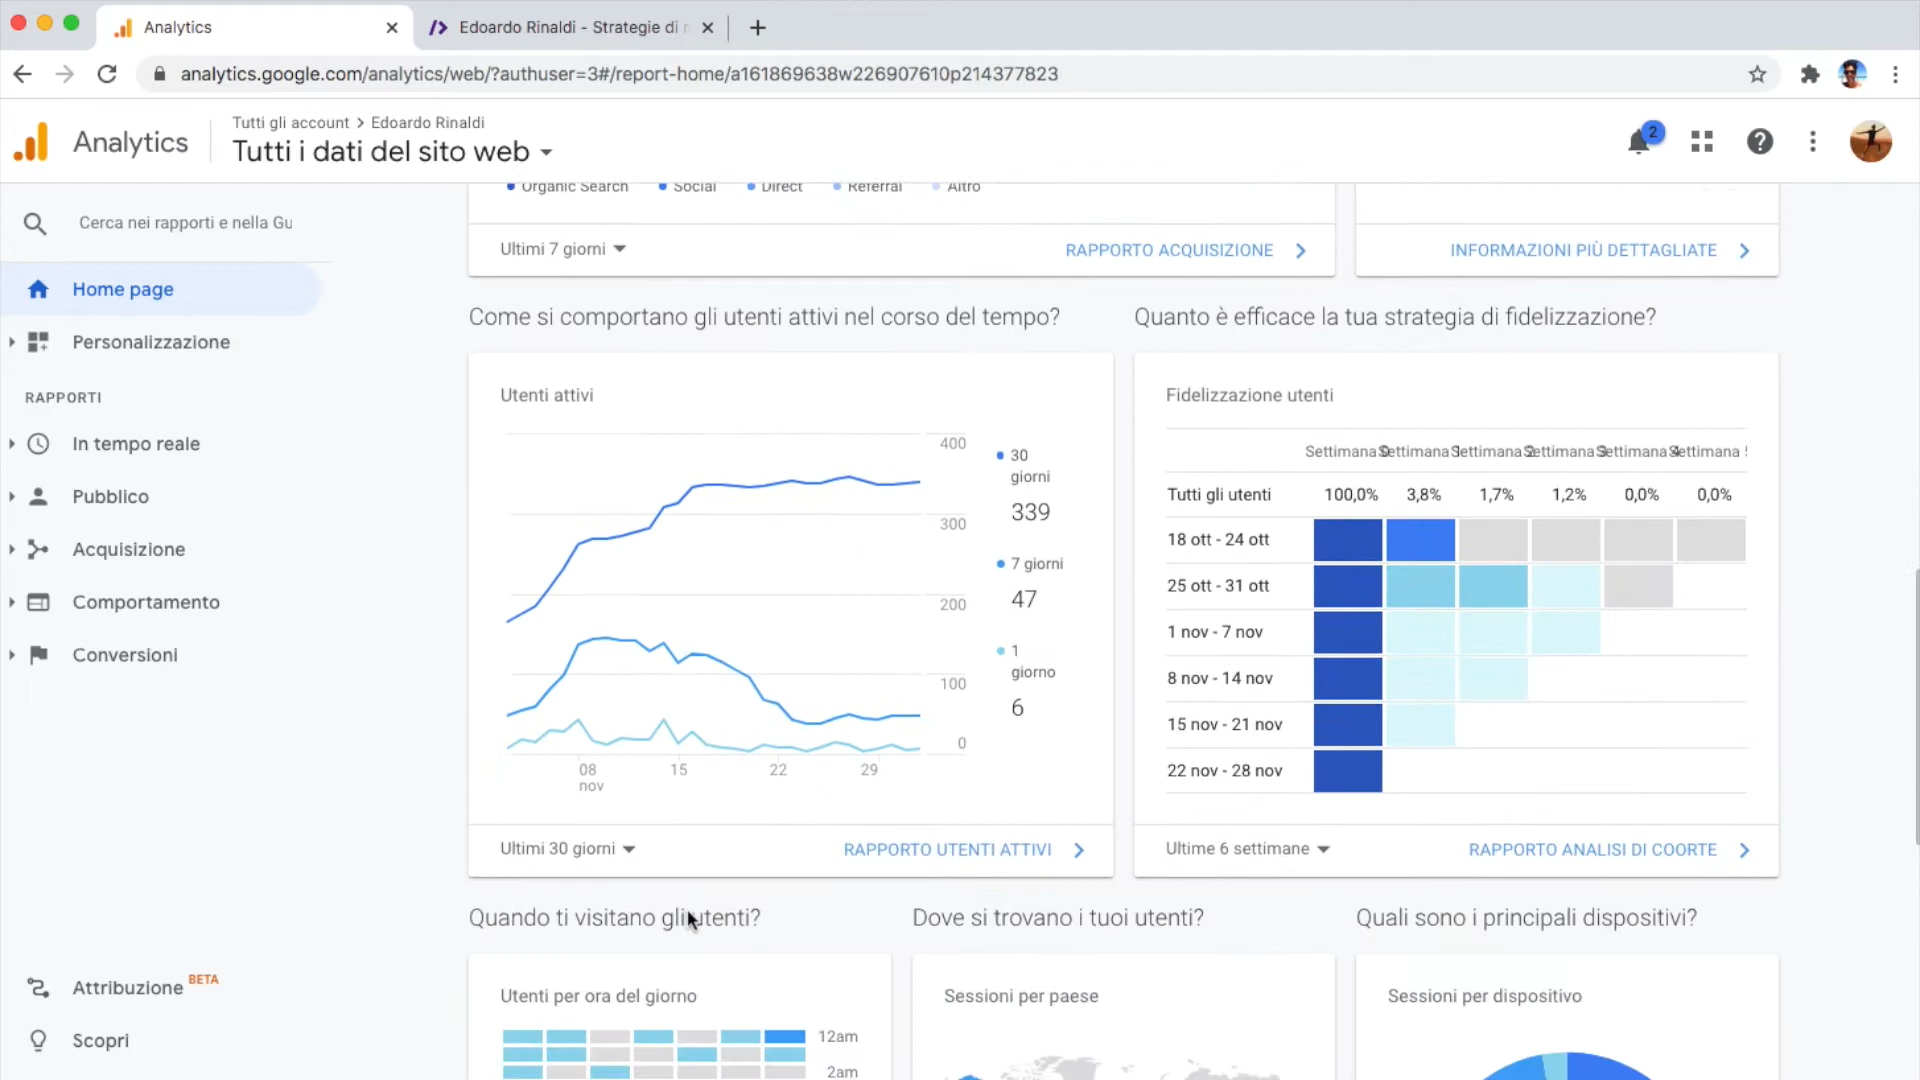 Analytics
Edoardo Rinaldi - Strategie di
analytics.google.com/analytics/web/?authuser=3#/report-home/a161869638w226907610p214377823
Analytics
Tutti gli account > Edoardo Rinaldi
Tutti i dati del sito web
2
Organic Search Social Direct Referral Altro
Cerca nei rapporti e nella Gu
Ultimi 7 giorni
RAPPORTO ACQUISIZIONE
INFORMAZIONI PIÙ DETTAGLIATE
Home page
Personalizzazione
RAPPORTI
In tempo reale
Pubblico
Acquisizione
Comportamento
Conversioni
Attribuzione BETA
Scopri
Come si comportano gli utenti attivi nel corso del tempo?
Utenti attivi
400
300
200
100
0
08 nov
15
22
29
30 giorni
339
7 giorni
47
1 giorno
6
Ultimi 30 giorni
RAPPORTO UTENTI ATTIVI
Quanto è efficace la tua strategia di fidelizzazione?
Fidelizzazione utenti
Settimana 0 Settimana 1 Settimana 2 Settimana 3 Settimana 4 Settimana
Tutti gli utenti 100,0% 3,8% 1,7% 1,2% 0,0% 0,0%
18 ott - 24 ott
25 ott - 31 ott
1 nov - 7 nov
8 nov - 14 nov
15 nov - 21 nov
22 nov - 28 nov
Ultime 6 settimane
RAPPORTO ANALISI DI COORTE
Quando ti visitano gli utenti?
Utenti per ora del giorno
12am
2am
Dove si trovano i tuoi utenti?
Sessioni per paese
Quali sono i principali dispositivi?
Sessioni per dispositivo